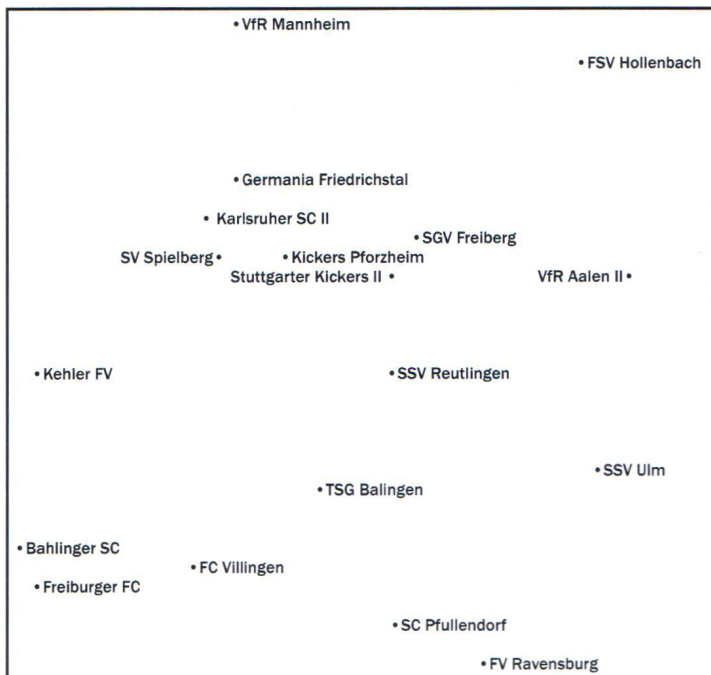 VfR Mannheim
FSV Hollenbach
Germania Friedrichstal
Karlsruher SC II
SGV Freiberg
SV Spielberg
Kickers Pforzheim
Stuttgarter Kickers II
VfR Aalen II
Kehler FV
SSV Reutlingen
SSV Ulm
TSG Balingen
Bahlinger SC
FC Villingen
Freiburger FC
SC Pfullendorf
FV Ravensburg